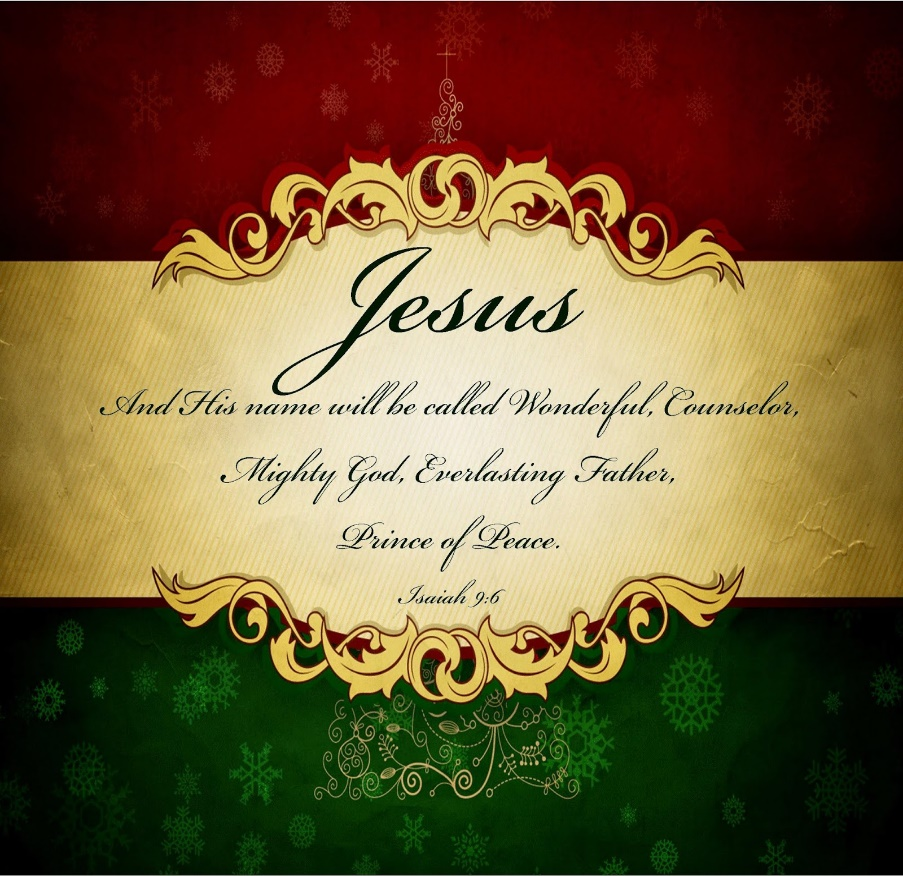 Jesus
And His name will be called Wonderful, Counselor,
Mighty God, Everlasting Father,
Prince of Peace.
Isaiah 9:6